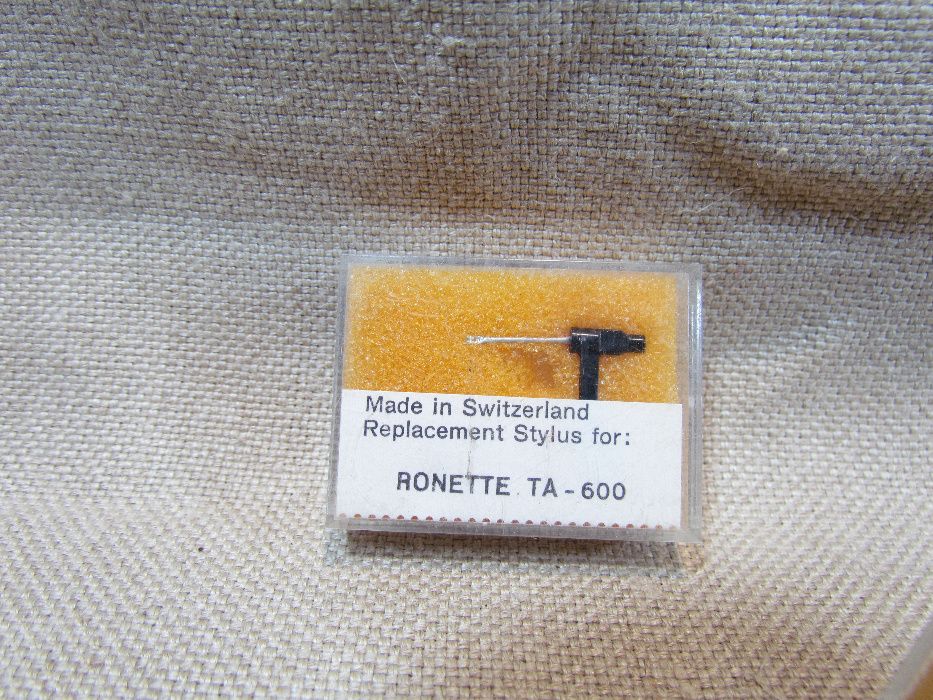 Made in Switzerland
Replacement Stylus for:
RONETTE TA-600